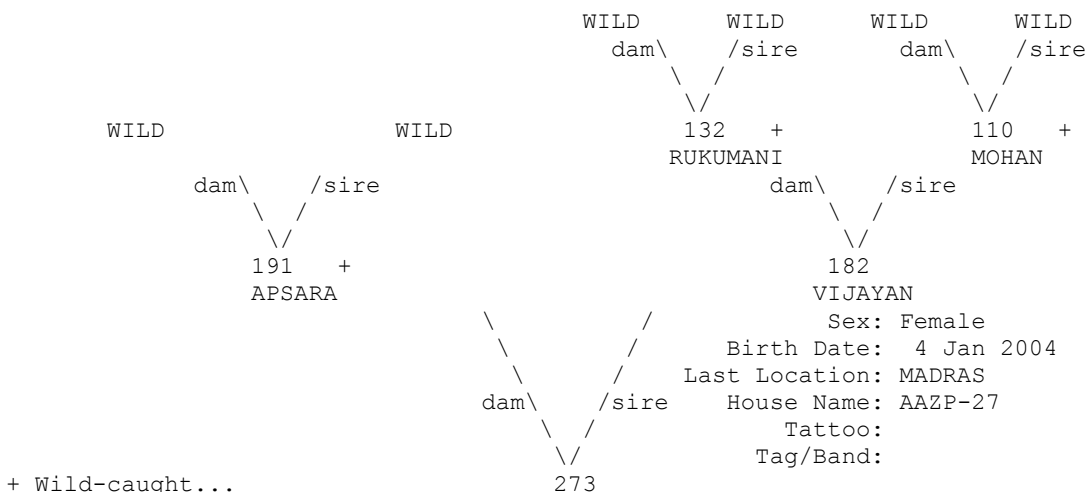 WILD WILD WILD WILD
dam\ /sire dam\ /sire
\ / \ /
\/ \/
WILD WILD 132 + 110 +
RUKUMANI MOHAN
dam\ /sire dam\ /sire
\ / \ /
\/ \/
191 + 182
APSARA VIJAYAN
\ / Sex: Female
\ / Birth Date: 4 Jan 2004
\ / Last Location: MADRAS
dam\ /sire House Name: AAZP-27
\ / Tattoo:
\/ Tag/Band:
+ Wild-caught... 273